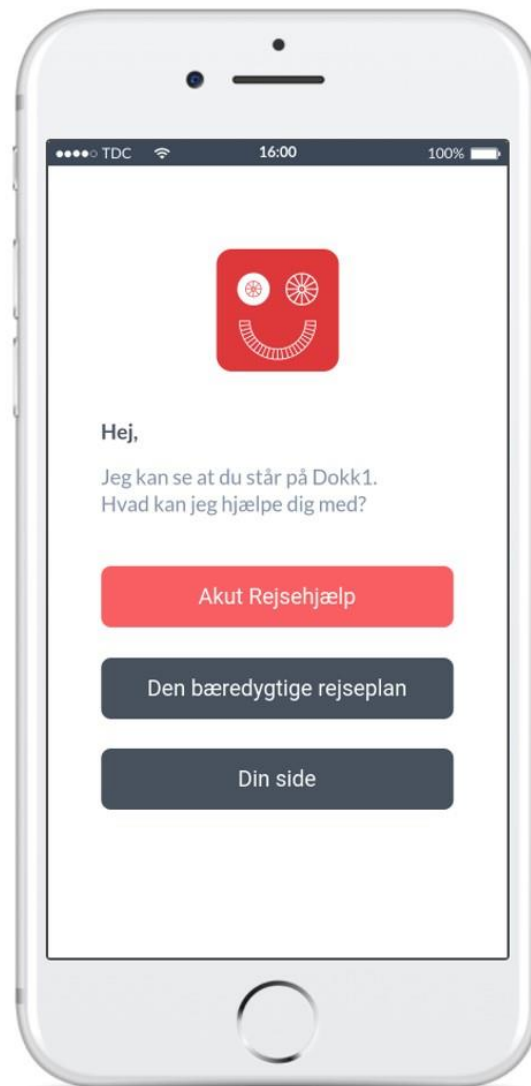 TDC 16:00 100%
Hej,
Jeg kan se at du står på Dokk1.
Hvad kan jeg hjælpe dig med?
Akut Rejsehjælp
Den bæredygtige rejseplan
Din side